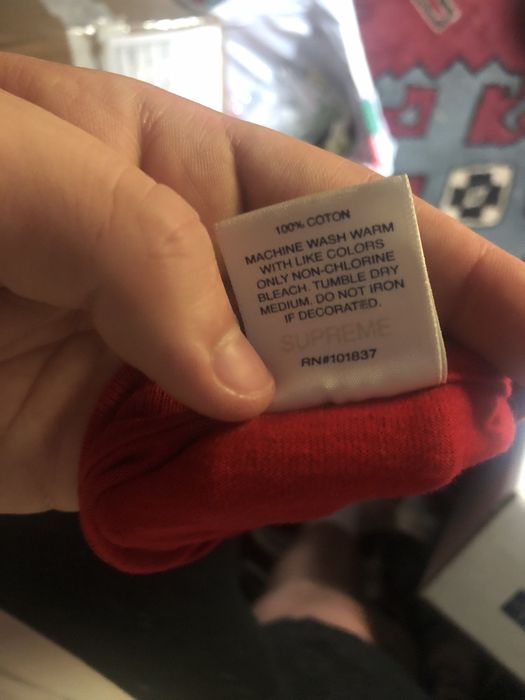 100% COTON
MACHINE WASH WARM
WITH LIKE COLORS
ONLY NON-CHLORINE
BLEACH. TUMBLE DRY
MEDIUM. DO NOT IRON
IF DECORATED.
SUPREME
RN#101837